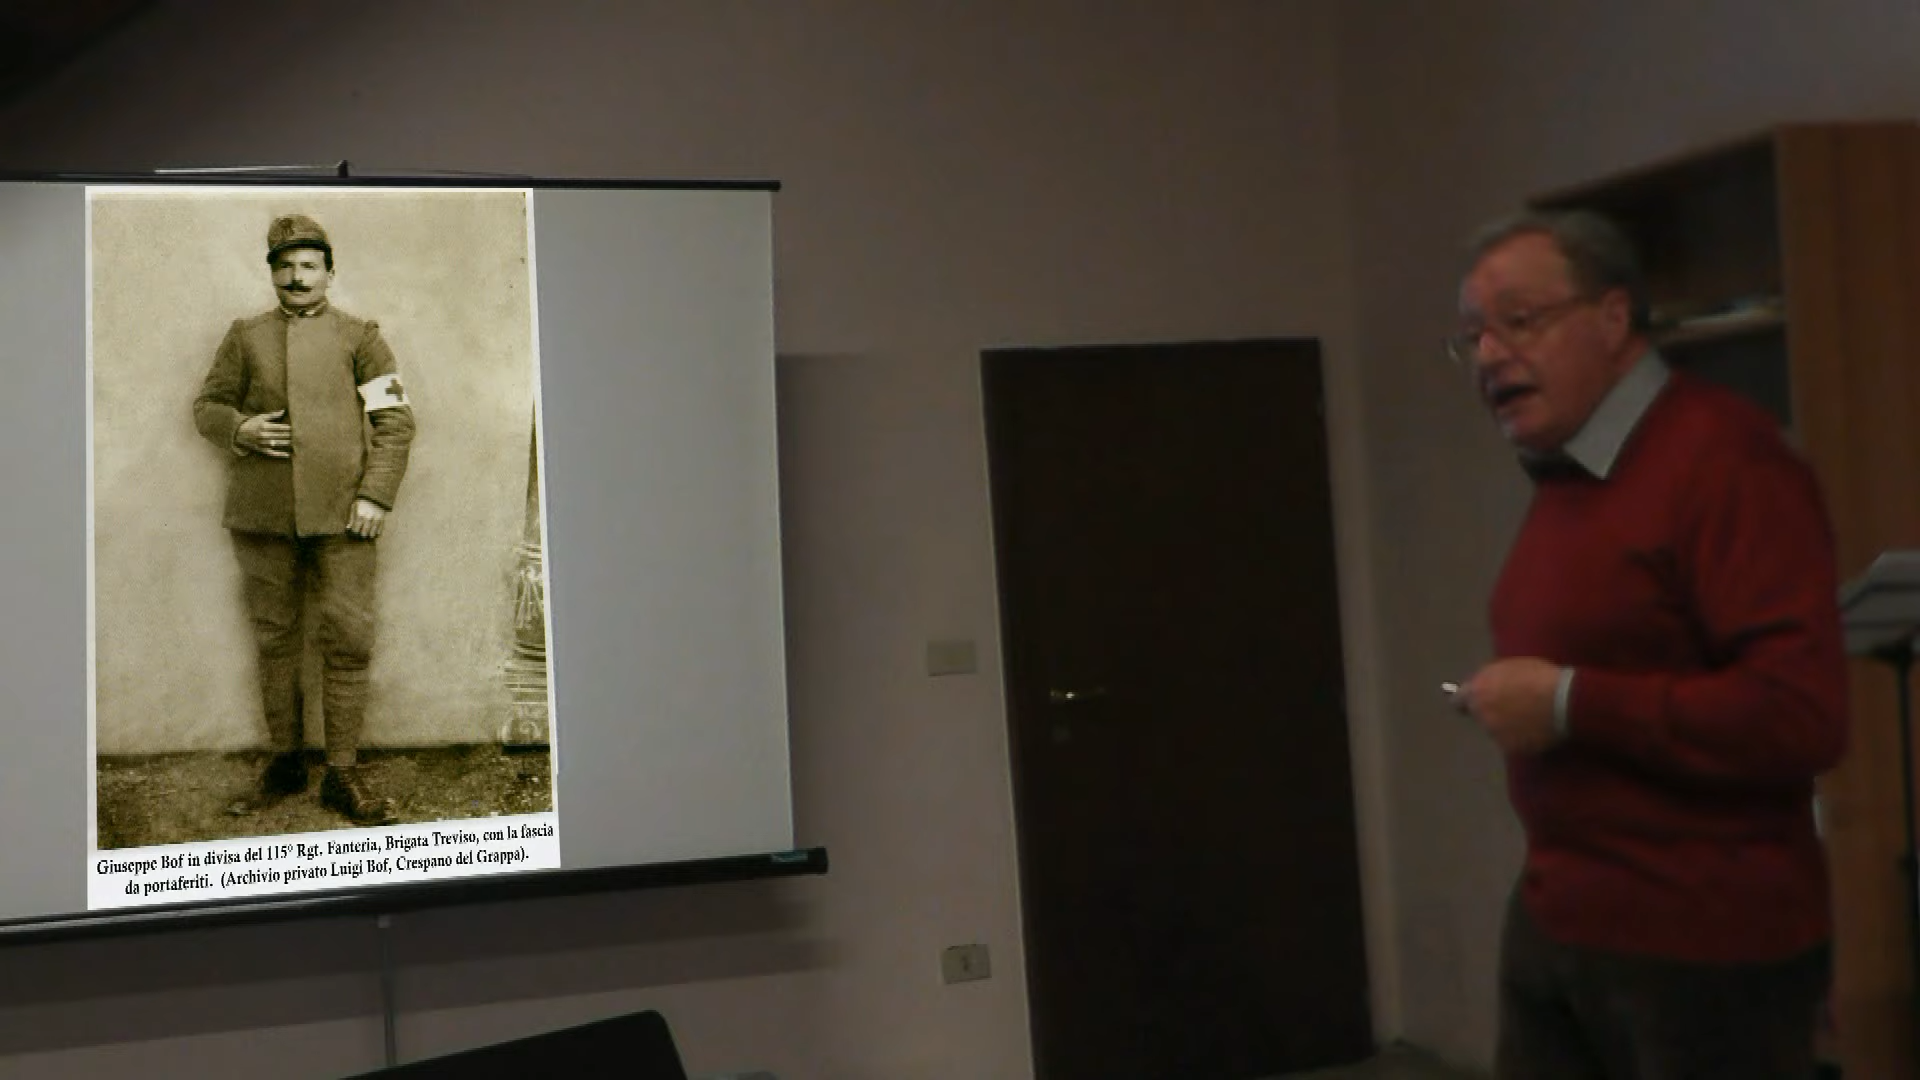 Giuseppe Bof in divisa del 115° Rgt. Fanteria, Brigata Treviso, con la fascia
da portaferiti. (Archivio privato Luigi Bof, Crespano del Grappa).